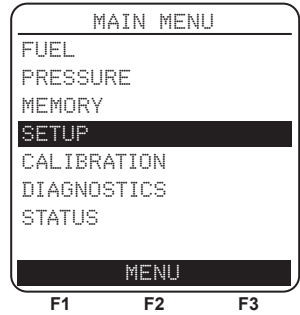 MAIN MENU
FUEL
PRESSURE
MEMORY
SETUP
CALIBRATION
DIAGNOSTICS
STATUS
MENU
F1 F2 F3